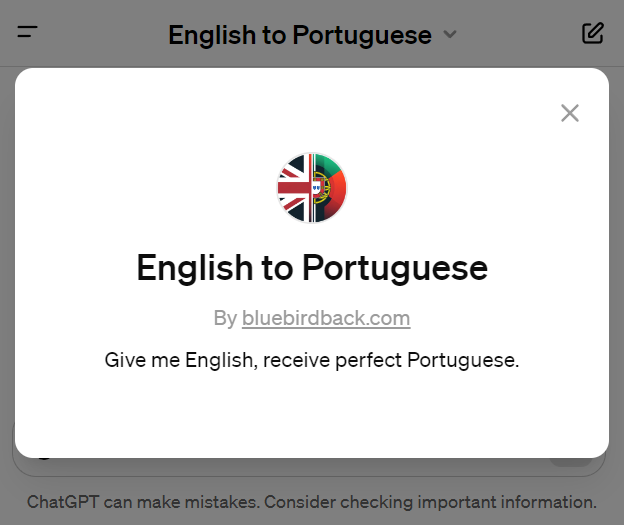 English to Portuguese
English to Portuguese
By bluebirdback.com
Give me English, receive perfect Portuguese.
ChatGPT can make mistakes. Consider checking important information.